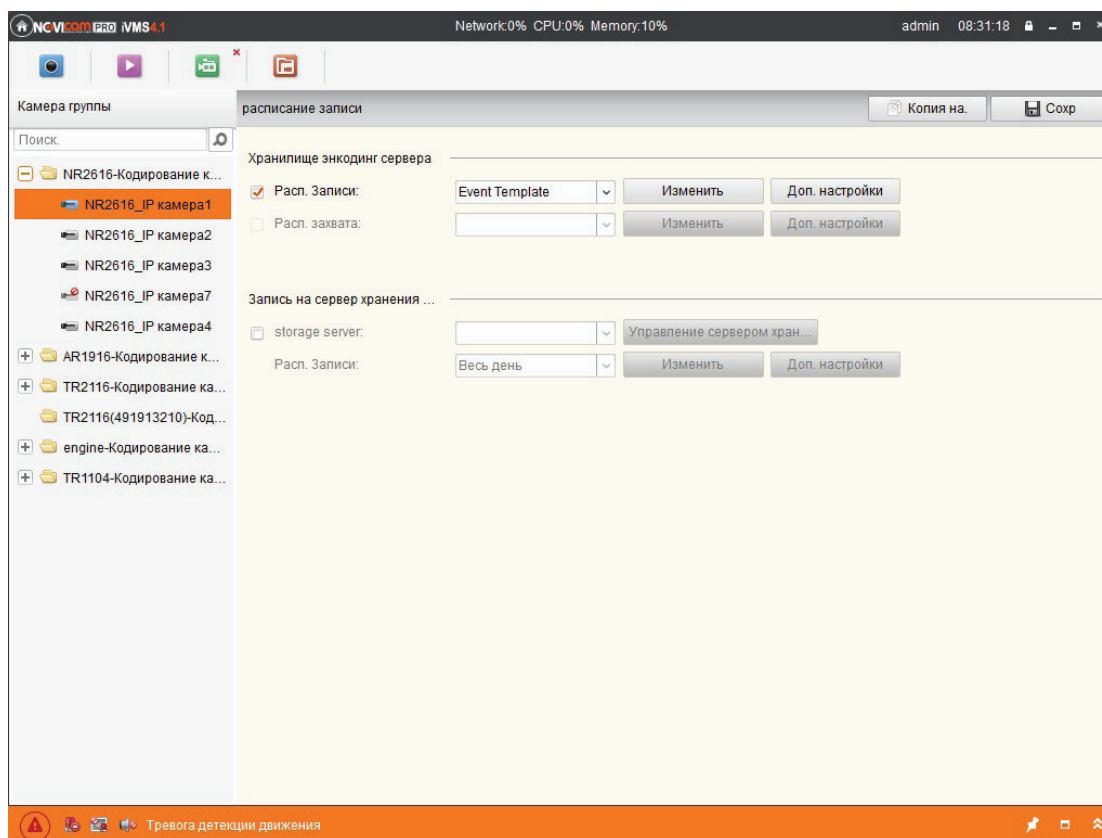 NOVICOM PRO iVMS4.1 Network:0% CPU:0% Memory:10% admin 08:31:18
Камера группы
расписание записи Копия на. Сохр
Поиск.
Хранилище энкодинг сервера
NR2616-Кодирование к...
Расп. Записи: Event Template Изменить Доп. настройки
NR2616_IP камера1
Расп. захвата: Изменить Доп. настройки
NR2616_IP камера2
NR2616_IP камера3
NR2616_IP камера7
Запись на сервер хранения ...
NR2616_IP камера4
storage server: Управление сервером хран...
AR1916-Кодирование к...
Расп. Записи: Весь день Изменить Доп. настройки
TR2116-Кодирование ка...
TR2116(491913210)-Код...
engine-Кодирование ка...
TR1104-Кодирование ка...
Тревога детекции движения